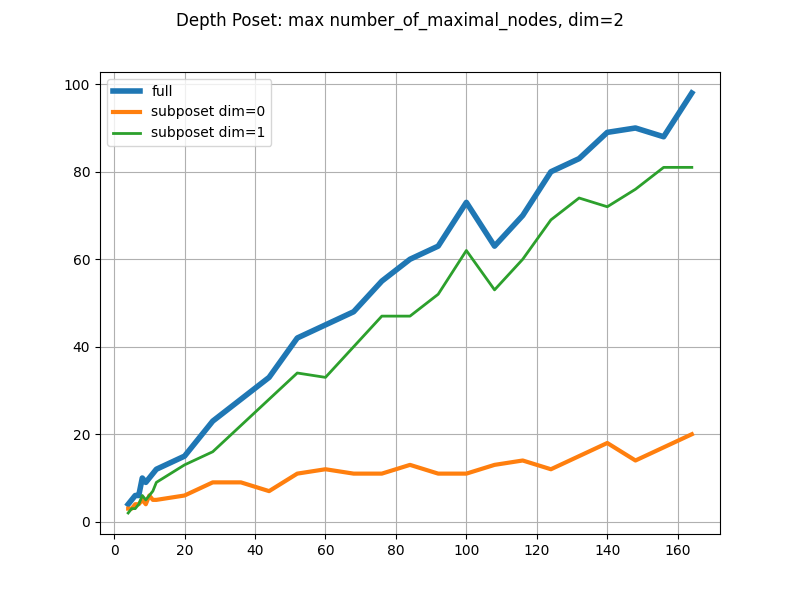 Depth Poset: max number_of_maximal_nodes, dim=2
full
subposet dim=0
subposet dim=1
100
80
60
40
20
0
0 20 40 60 80 100 120 140 160